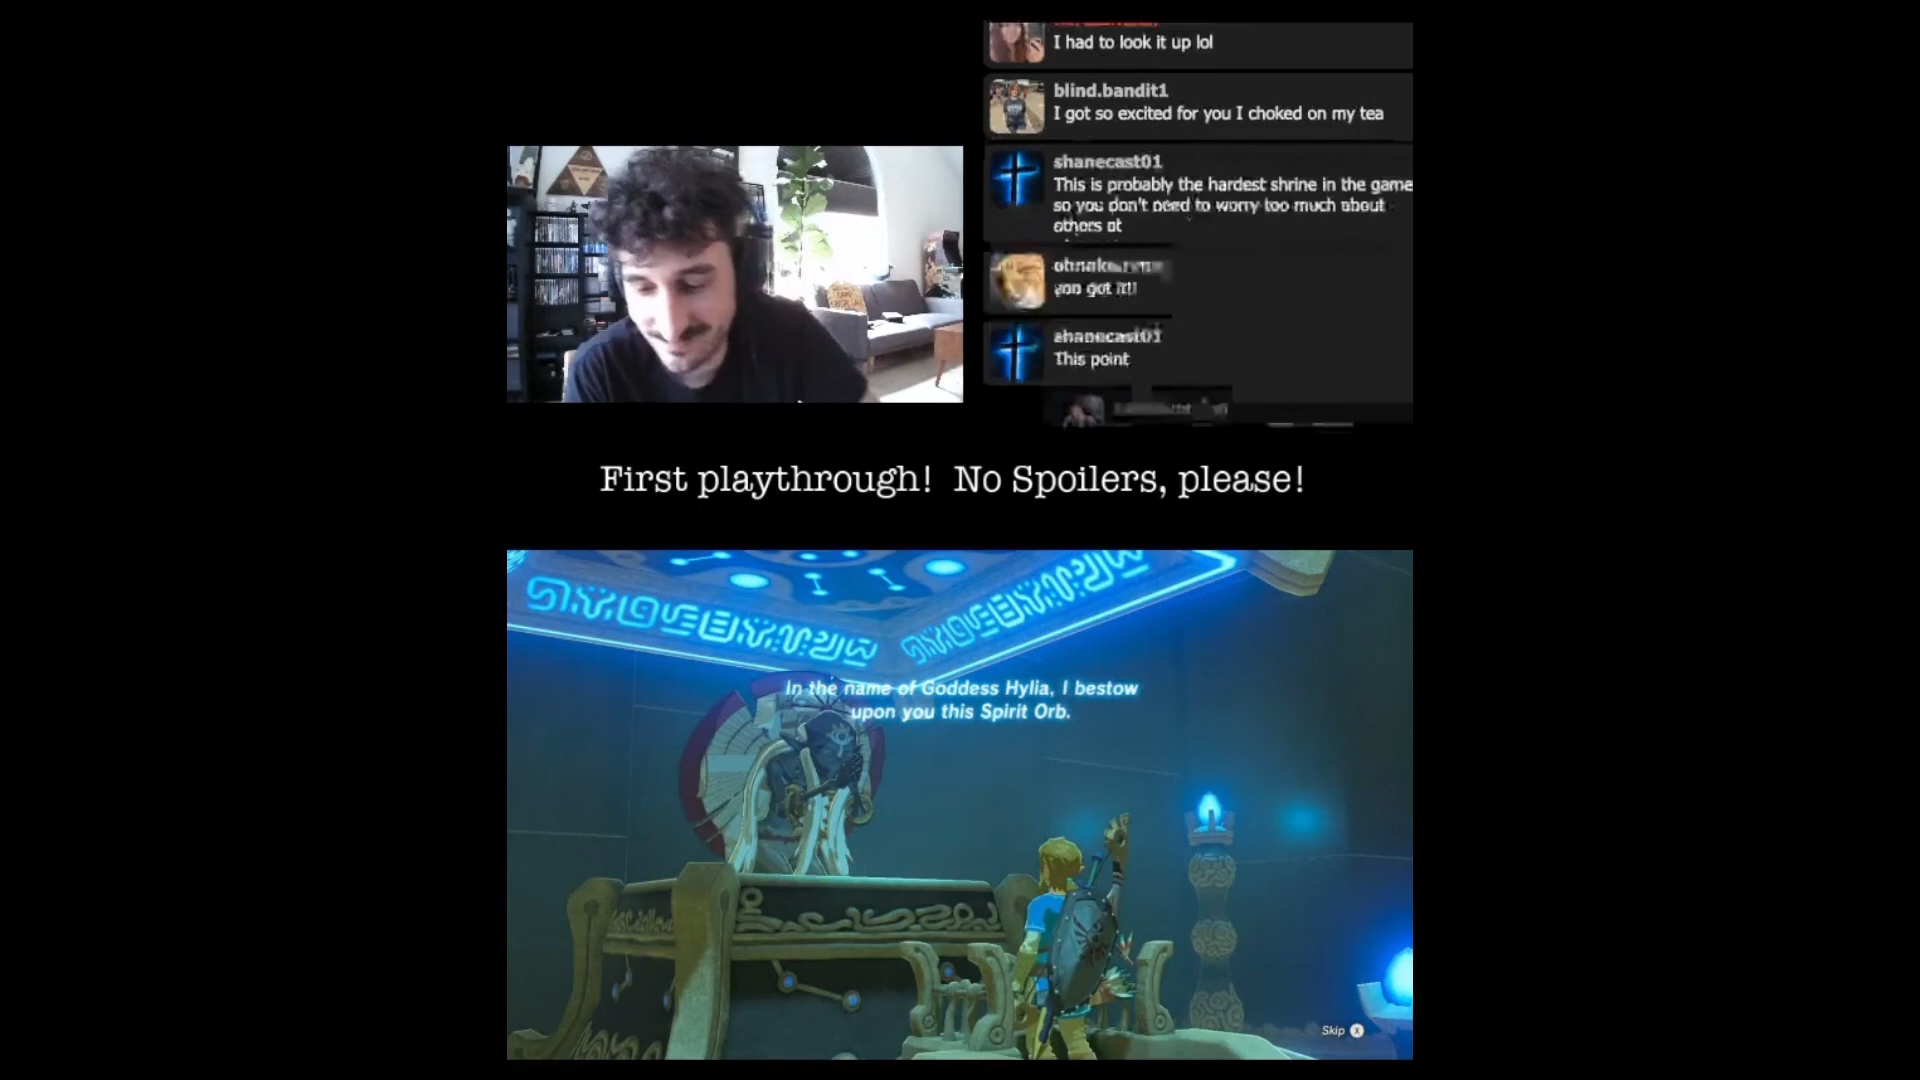 I had to look it up lol
blind.bandit1
I got so excited for you I choked on my tea
shanecast01
This is probably the hardest shrine in the game
so you don't need to worry too much about
others at
you got it!!
shanecast01
This point
First playthrough!  No Spoilers, please!
In the name of Goddess Hylia, I bestow
upon you this Spirit Orb.
Skip X